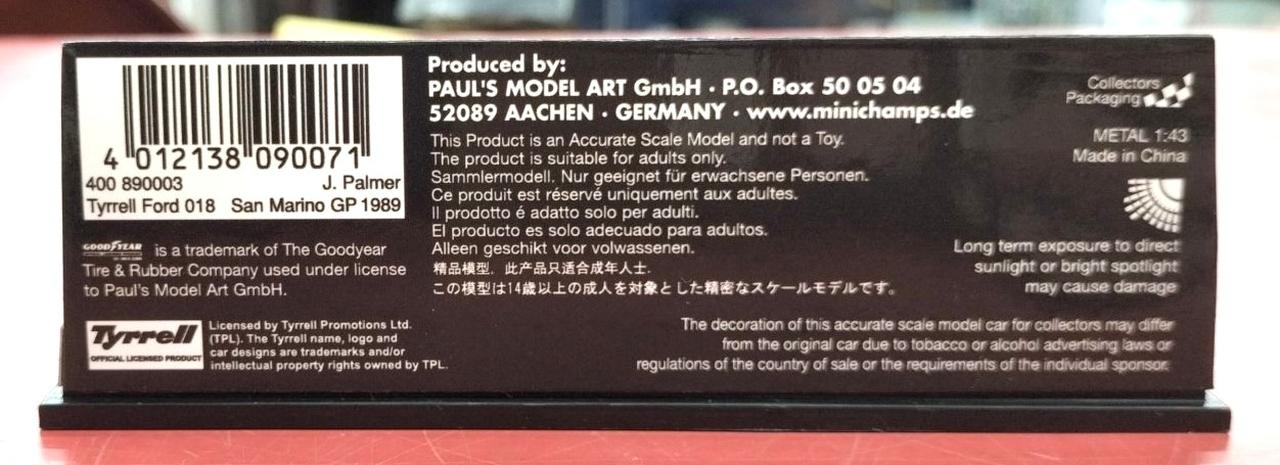 4 012138 090071
400 890003 J. Palmer
Tyrrell Ford 018 San Marino GP 1989
GOODYEAR is a trademark of The Goodyear
Tire & Rubber Company used under license
to Paul's Model Art GmbH.
Tyrrell
OFFICIAL LICENSED PRODUCT
Licensed by Tyrrell Promotions Ltd.
(TPL). The Tyrrell name, logo and
car designs are trademarks and/or
intellectual property rights owned by TPL.
Produced by:
PAUL'S MODEL ART GmbH · P.O. Box 50 05 04
52089 AACHEN · GERMANY · www.minichamps.de
This Product is an Accurate Scale Model and not a Toy.
The product is suitable for adults only.
Sammlermodell. Nur geeignet für erwachsene Personen.
Ce produit est réservé uniquement aux adultes.
Il prodotto é adatto solo per adulti.
El producto es solo adecuado para adultos.
Alleen geschikt voor volwassenen.
精品模型. 此产品只适合成年人士.
この模型は14歳以上の成人を対象とした精密なスケールモデルです。
Collectors
Packaging
METAL 1:43
Made in China
Long term exposure to direct
sunlight or bright spotlight
may cause damage
The decoration of this accurate scale model car for collectors may differ
from the original car due to tobacco or alcohol advertising laws or
regulations of the country of sale or the requirements of the individual sponsor.